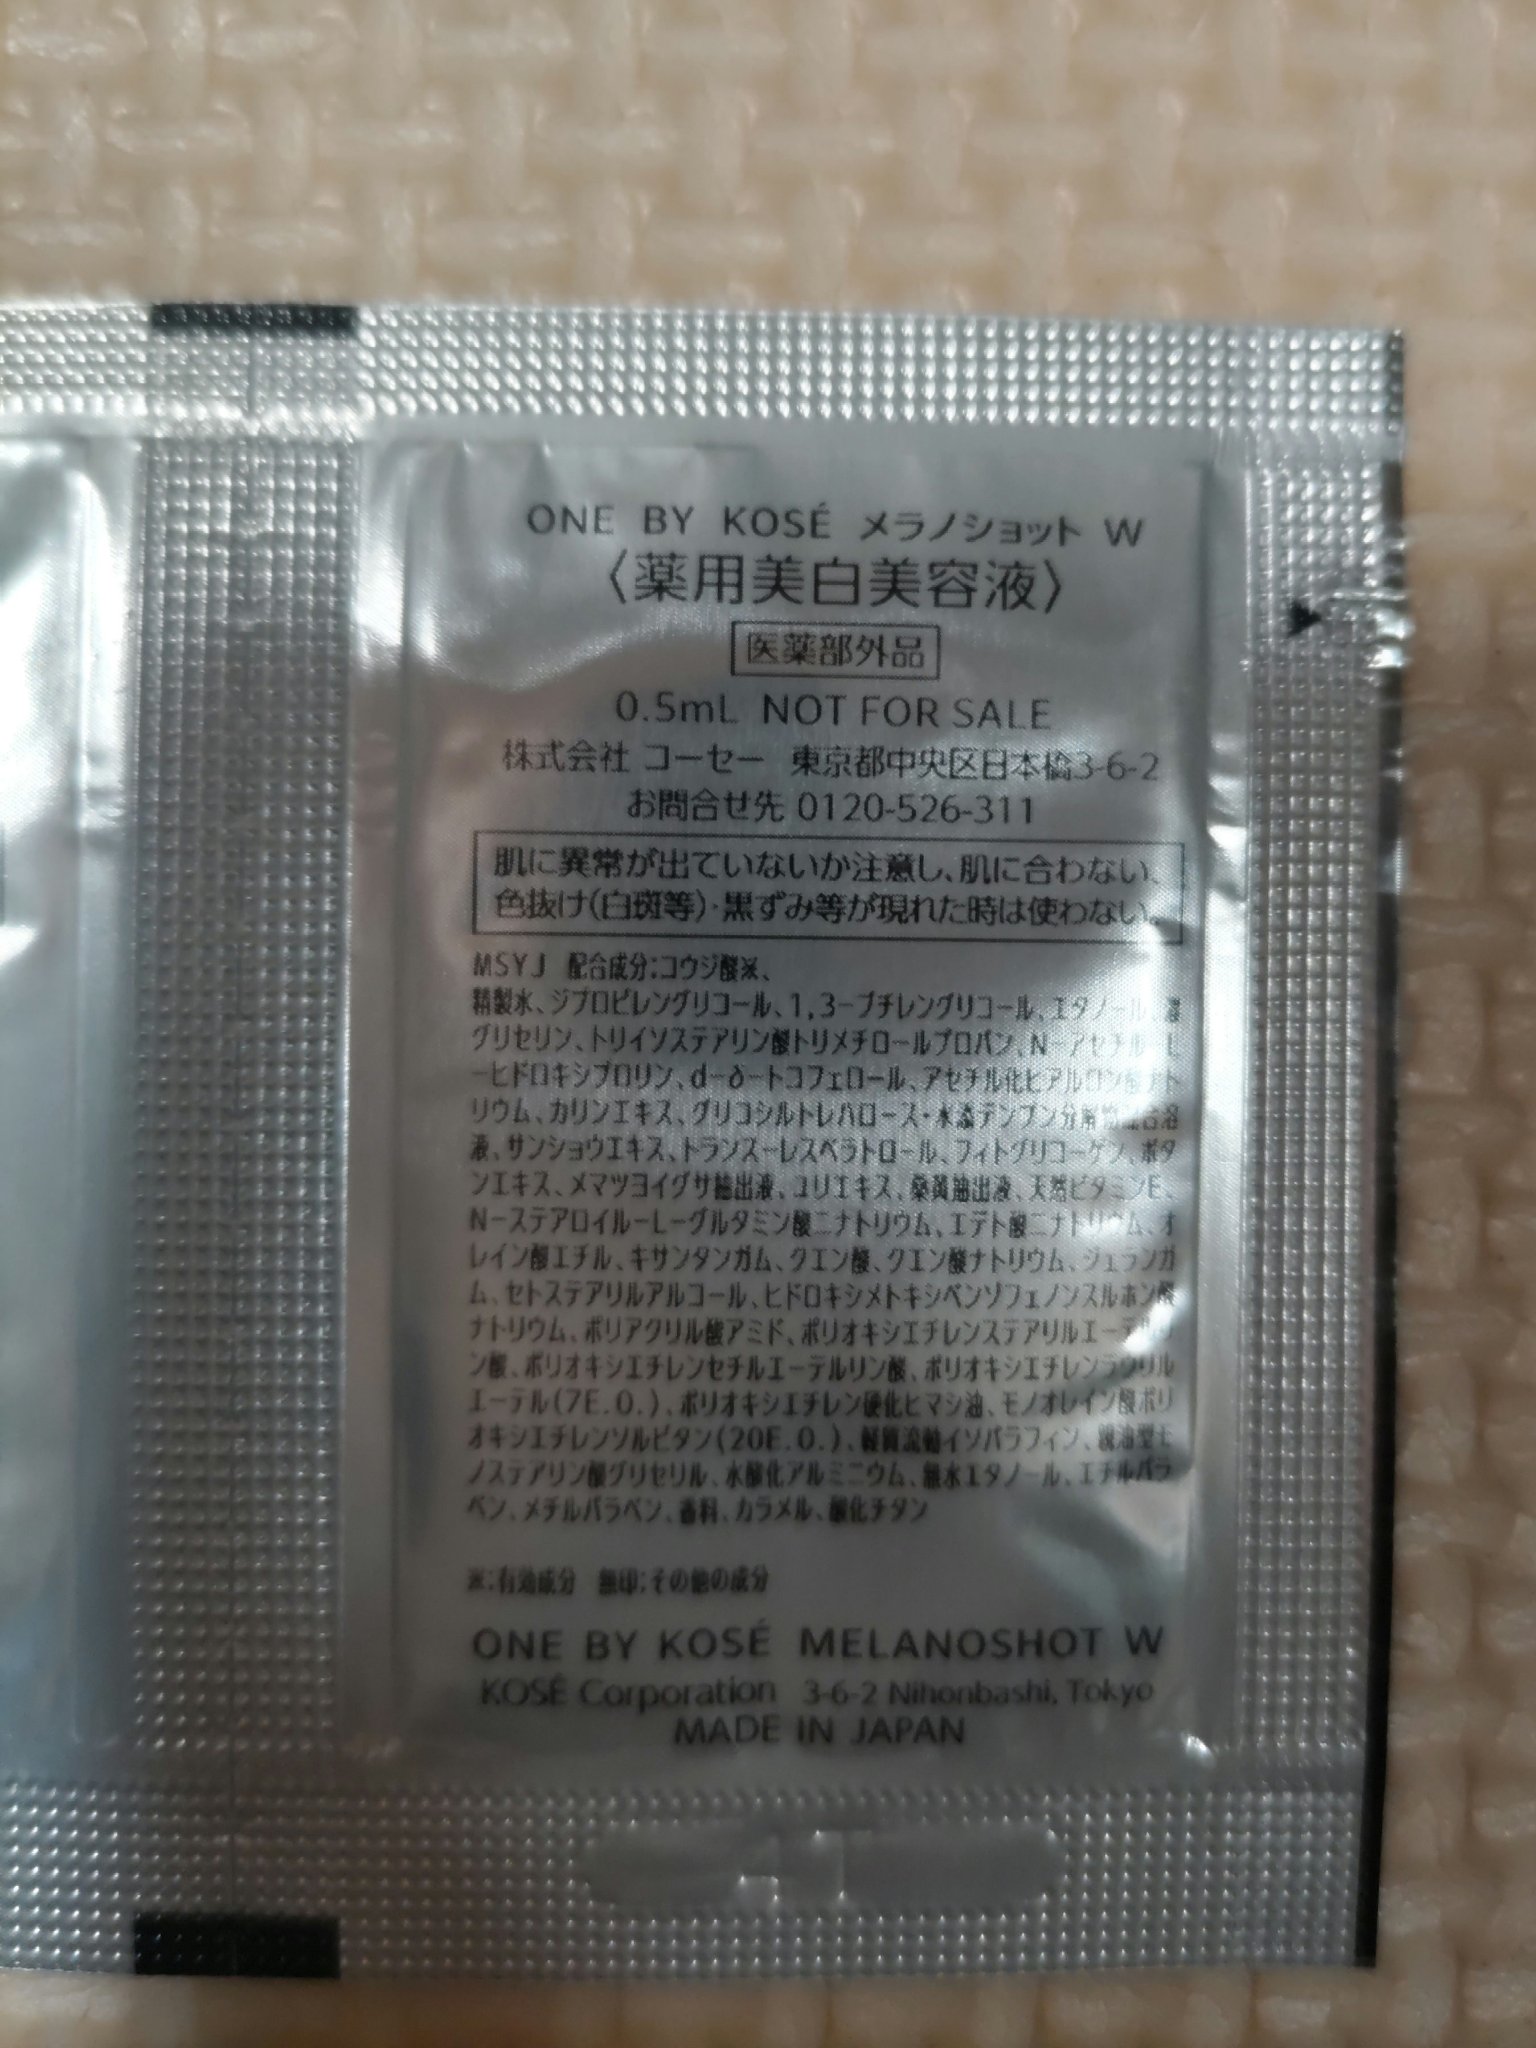 ONE BY KOSÉ メラノショット W
〈薬用美白美容液〉
医薬部外品
0.5mL NOT FOR SALE
株式会社 コーセー 東京都中央区日本橋3-6-2
お問合せ先 0120-526-311
肌に異常が出ていないか注意し、肌に合わない、
色抜け(白斑等)・黒ずみ等が現れた時は使わない。
MSYJ 配合成分:コウジ酸※、
精製水、ジプロピレングリコール、1,3-ブチレングリコール、エタノール、濃
グリセリン、トリイソステアリン酸トリメチロールプロパン、N-アセチル-L
-ヒドロキシプロリン、d-δ-トコフェロール、アセチル化ヒアルロン酸ナト
リウム、カリンエキス、グリコシルトレハロース・水添デンプン分解物混合溶
液、サンショウエキス、トランス-レスベラトロール、フィトグリコーゲン、ボタ
ンエキス、メマツヨイグサ抽出液、ユリエキス、桑黄抽出液、天然ビタミンE、
N-ステアロイル-L-グルタミン酸二ナトリウム、エデト酸二ナトリウム、オ
レイン酸エチル、キサンタンガム、クエン酸、クエン酸ナトリウム、ジェランガ
ム、セトステアリルアルコール、ヒドロキシメトキシベンゾフェノンスルホン酸
ナトリウム、ポリアクリル酸アミド、ポリオキシエチレンステアリルエーテルリ
ン酸、ポリオキシエチレンセチルエーテルリン酸、ポリオキシエチレンラウリル
エーテル(7E.O.)、ポリオキシエチレン硬化ヒマシ油、モノオレイン酸ポリ
オキシエチレンソルビタン(20E.O.)、軽質流動イソパラフィン、親油型モ
ノステアリン酸グリセリル、水酸化アルミニウム、無水エタノール、エチルパラ
ベン、メチルパラベン、香料、カラメル、酸化チタン
※:有効成分 無印:その他の成分
ONE BY KOSÉ MELANOSHOT W
KOSÉ Corporation 3-6-2 Nihonbashi, Tokyo
MADE IN JAPAN